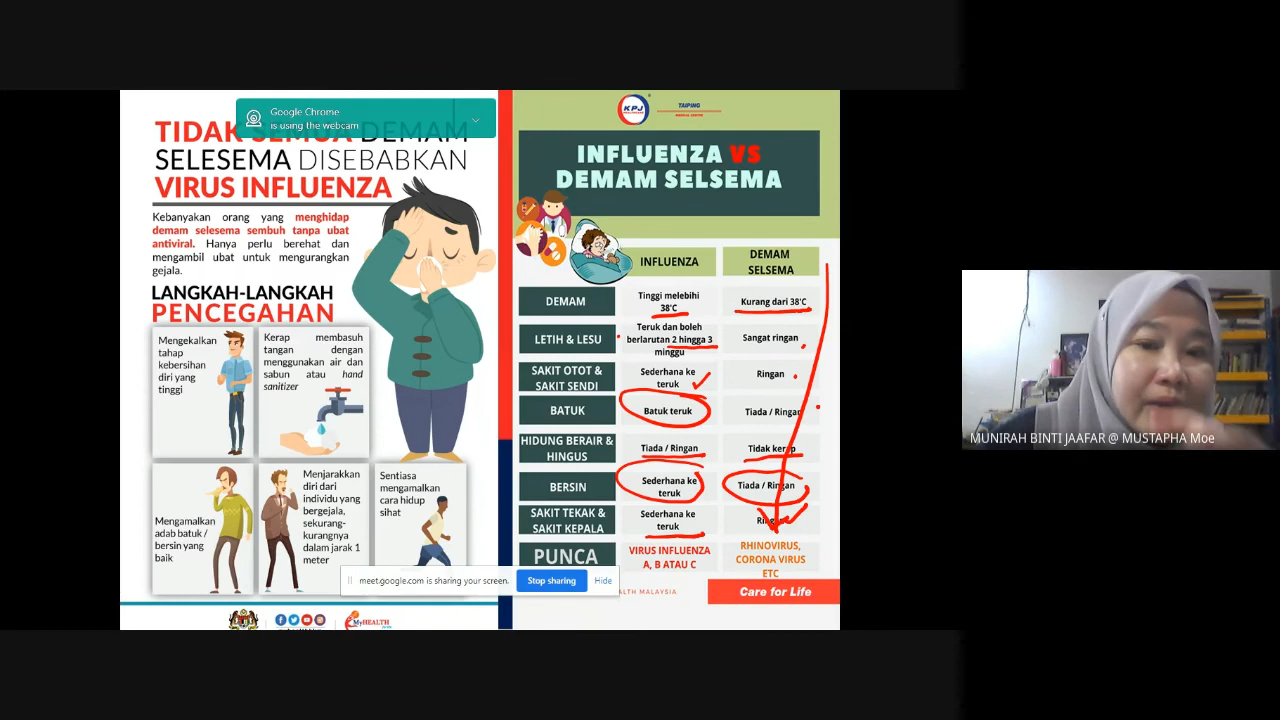 Google Chrome
is using the webcam
TIDAK SEMUA DEMAM
SELESEMA DISEBABKAN
VIRUS INFLUENZA
Kebanyakan orang yang menghidap
demam selesema sembuh tanpa ubat
antiviral. Hanya perlu berehat dan
mengambil ubat untuk mengurangkan
gejala.
LANGKAH-LANGKAH
PENCEGAHAN
Mengekalkan
tahap
kebersihan
diri yang
tinggi
Kerap membasuh
tangan dengan
menggunakan air dan
sabun atau hand
sanitizer
Mengamalkan
adab batuk /
bersin yang
baik
Menjarakkan
diri dari
individu yang
bergejala,
sekurang-
kurangnya
dalam jarak 1
meter
Sentiasa
mengamalkan
cara hidup
sihat
meet.google.com is sharing your screen.
Stop sharing
Hide
MyHEALTH
KPJ
TAIPING
INFLUENZA VS
DEMAM SELSEMA
INFLUENZA
DEMAM
SELSEMA
DEMAM
Tinggi melebihi
38'C
Kurang dari 38'C
LETIH & LESU
Teruk dan boleh
berlarutan 2 hingga 3
minggu
Sangat ringan
SAKIT OTOT &
SAKIT SENDI
Sederhana ke
teruk
Ringan
BATUK
Batuk teruk
Tiada / Ringan
HIDUNG BERAIR &
HINGUS
Tiada / Ringan
Tidak kerap
BERSIN
Sederhana ke
teruk
Tiada / Ringan
SAKIT TEKAK &
SAKIT KEPALA
Sederhana ke
teruk
Ringan
PUNCA
VIRUS INFLUENZA
A, B ATAU C
RHINOVIRUS,
CORONA VIRUS
ETC
MALAYSIA
Care for Life
MUNIRAH BINTI JAAFAR @ MUSTAPHA Moe